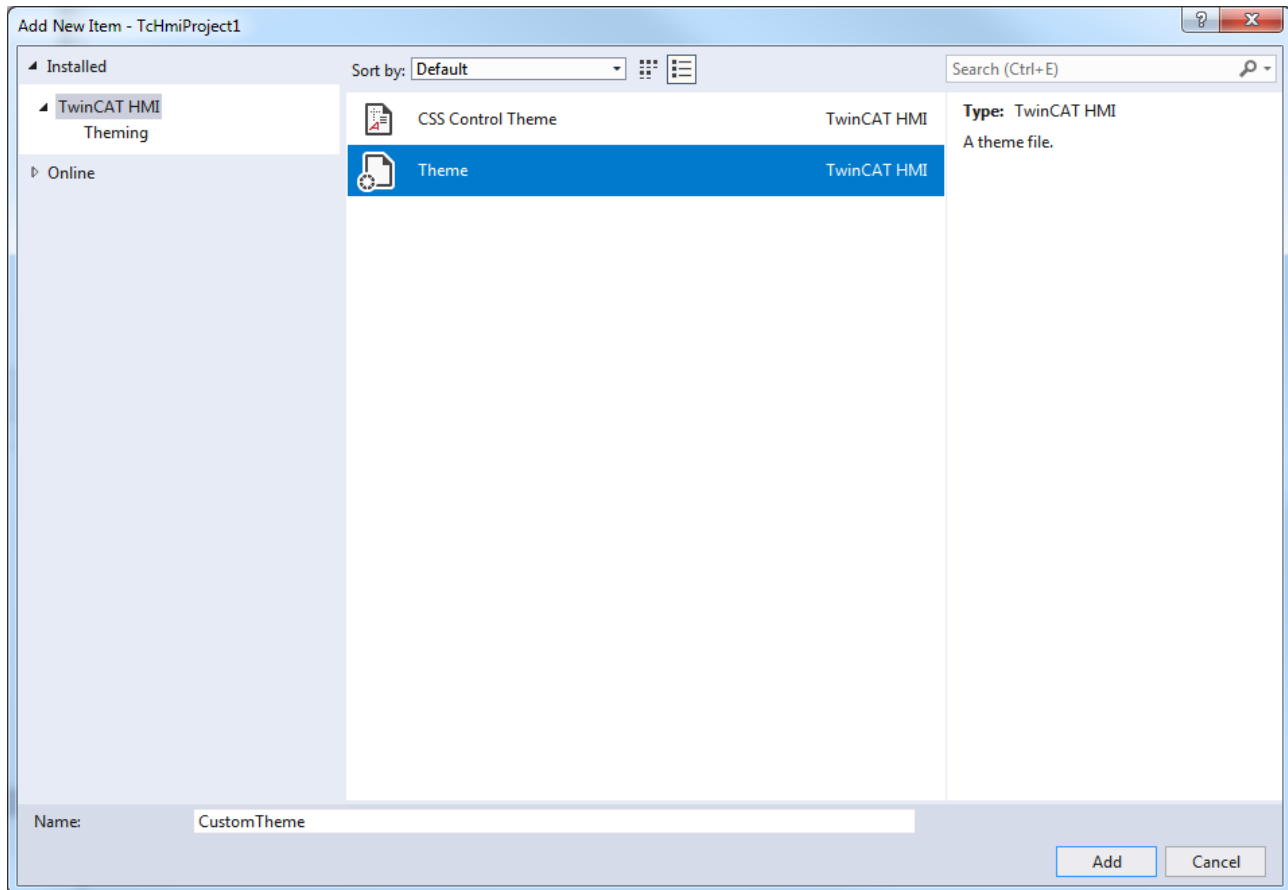 Add New Item - TcHmiProject1
Installed
TwinCAT HMI
Theming
Online
Sort by: Default
Search (Ctrl+E)
CSS Control Theme TwinCAT HMI
Theme TwinCAT HMI
Type: TwinCAT HMI
A theme file.
Name: CustomTheme
Add Cancel